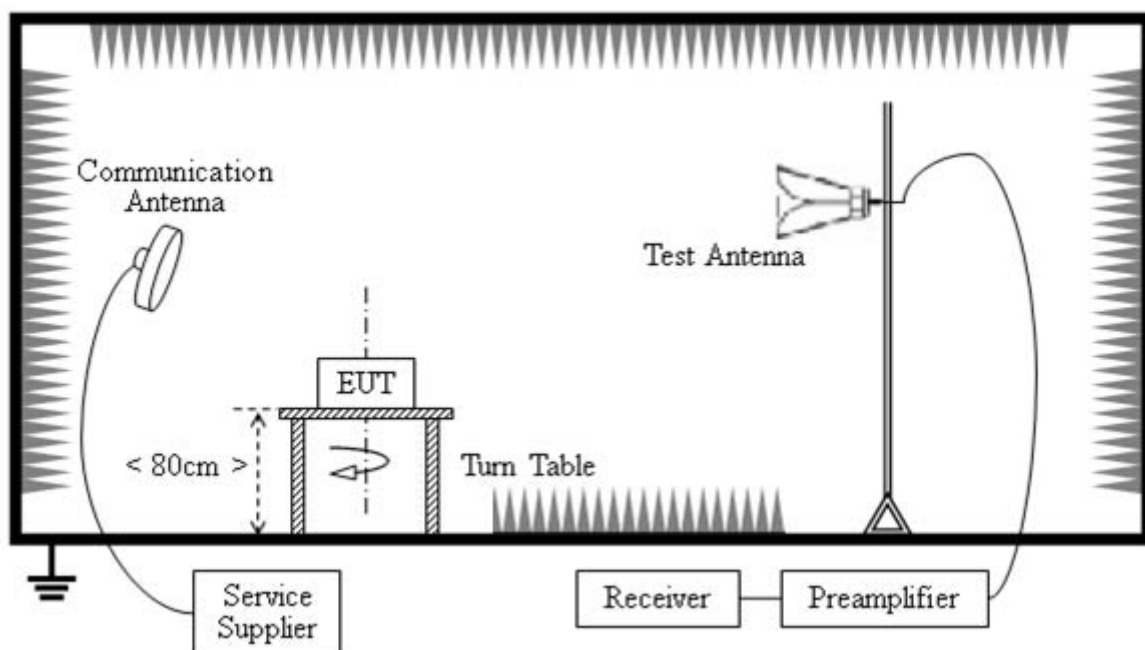 Communication
Antenna
Test Antenna
EUT
< 80cm >
Turn Table
Service
Supplier
Receiver
Preamplifier